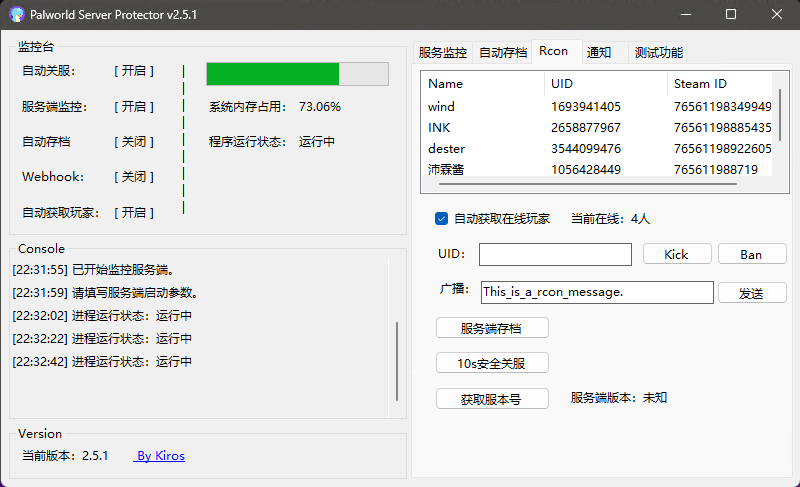 Palworld Server Protector v2.5.1
监控台
自动关服： [ 开启 ]
服务端监控： [ 开启 ] 系统内存占用： 73.06%
自动存档 [ 关闭 ] 程序运行状态： 运行中
Webhook： [ 关闭 ]
自动获取玩家： [ 开启 ]
Console
[22:31:55] 已开始监控服务端。
[22:31:59] 请填写服务端启动参数。
[22:32:02] 进程运行状态：运行中
[22:32:22] 进程运行状态：运行中
[22:32:42] 进程运行状态：运行中
Version
当前版本：2.5.1 By Kiros
服务端监控 自动存档 Rcon 通知 测试功能
Name UID Steam ID
wind 1693941405 76561198349949
INK 2658877967 76561198885435
dester 3544099476 76561198922605
沛霖酱 1056428449 765611988719
自动获取在线玩家 当前在线：4人
UID： Kick Ban
广播： This_is_a_rcon_message. 发送
服务端存档
10s安全关服
获取服本号 服务端版本：未知